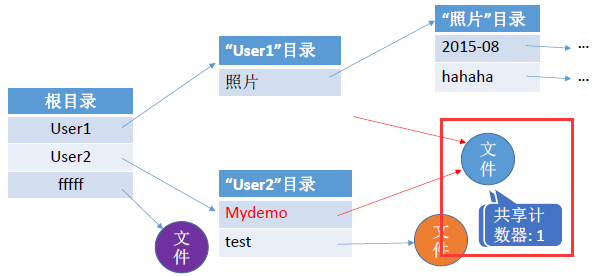 根目录
User1
User2
fffff
“User1”目录
照片
“照片”目录
2015-08
...
hahaha
...
“User2”目录
Mydemo
test
文
件
文
件
文
件
共享计
数器: 1